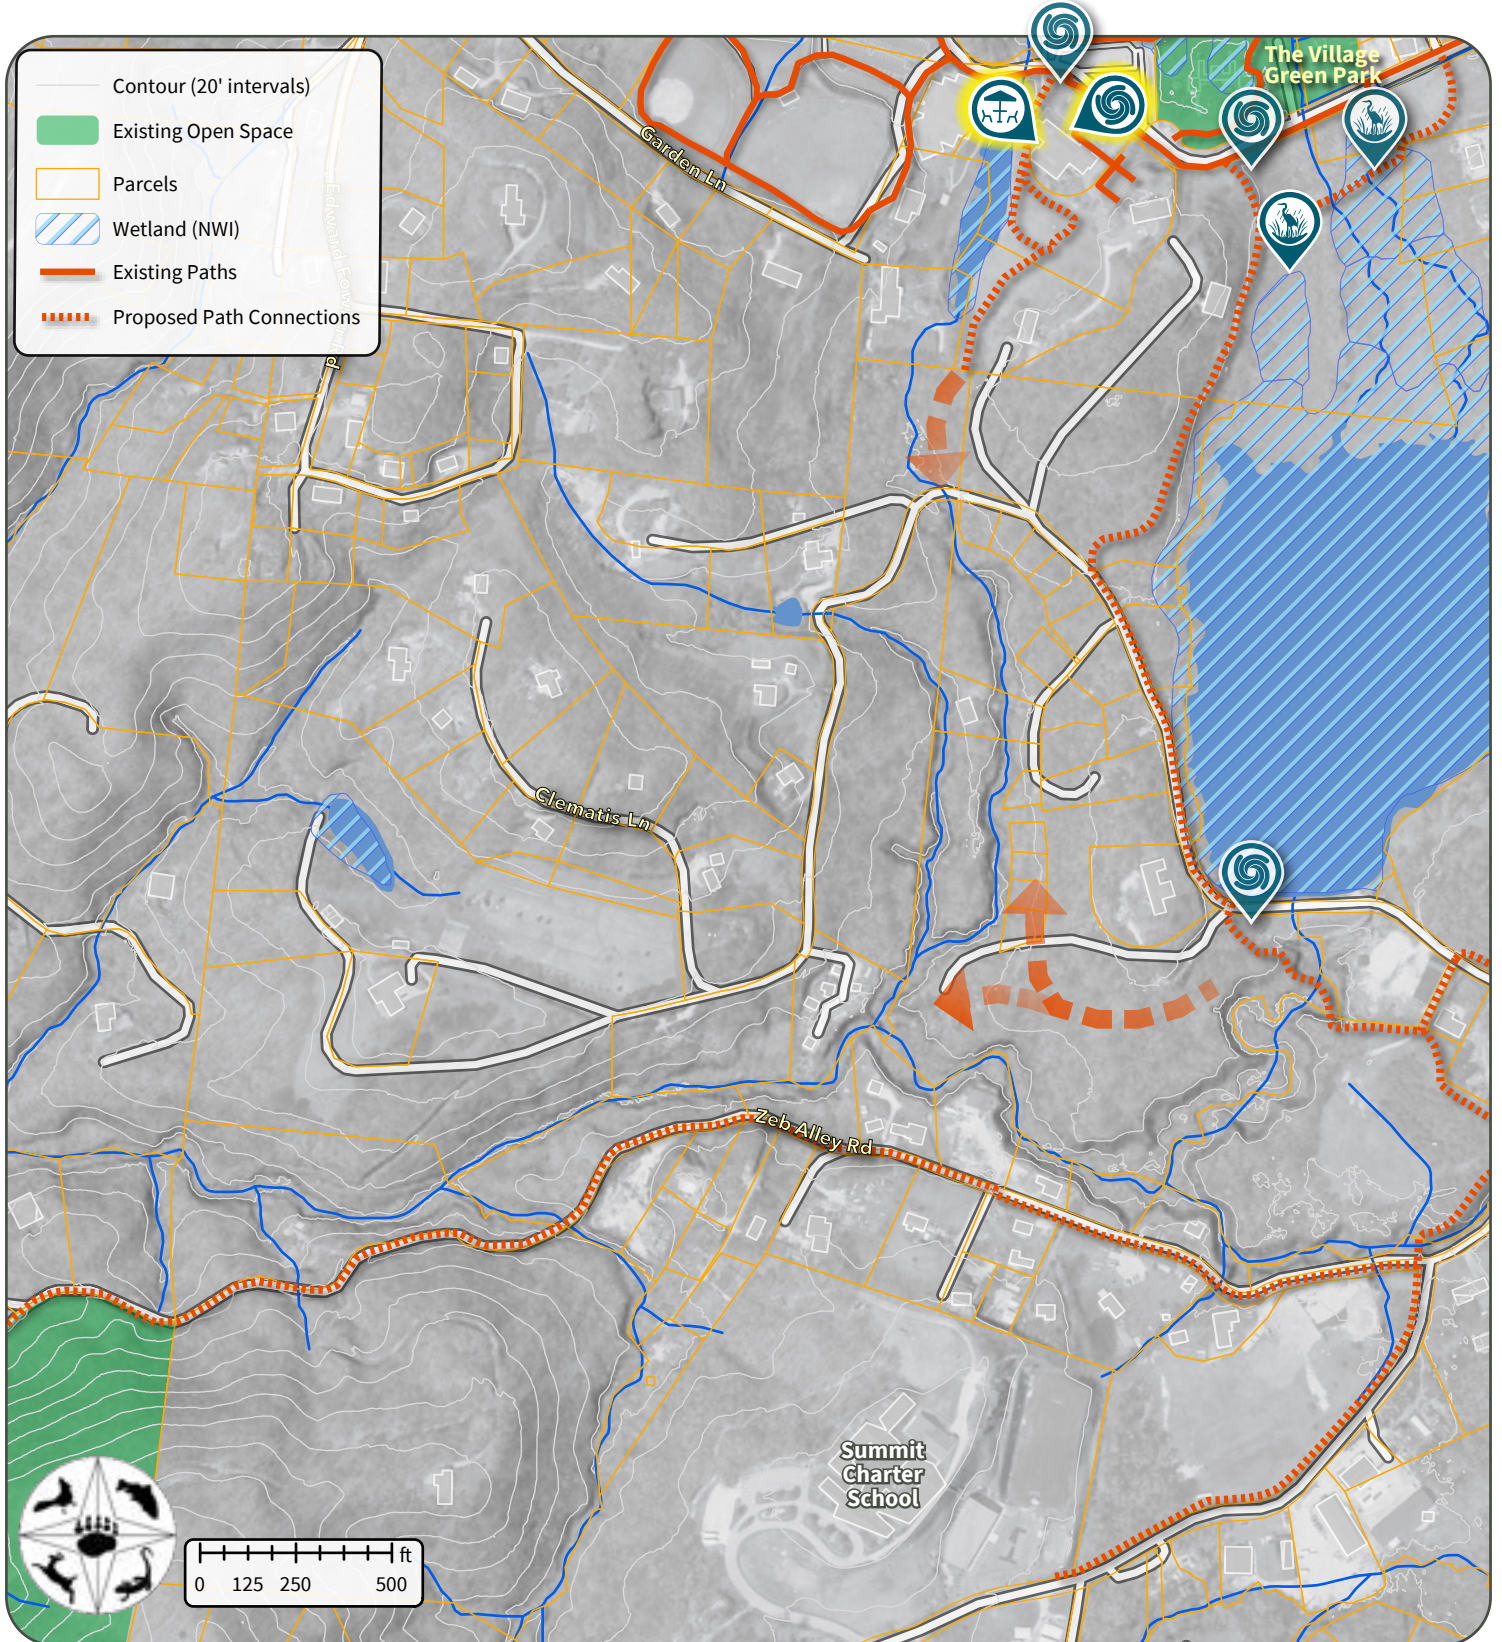 The Village
Green Park
Contour (20' intervals)
Existing Open Space
Parcels
Wetland (NWI)
Existing Paths
Proposed Path Connections
Garden Ln
Clematis Ln
Zeb Alley Rd
Summit
Charter
School
ft
0 125 250 500